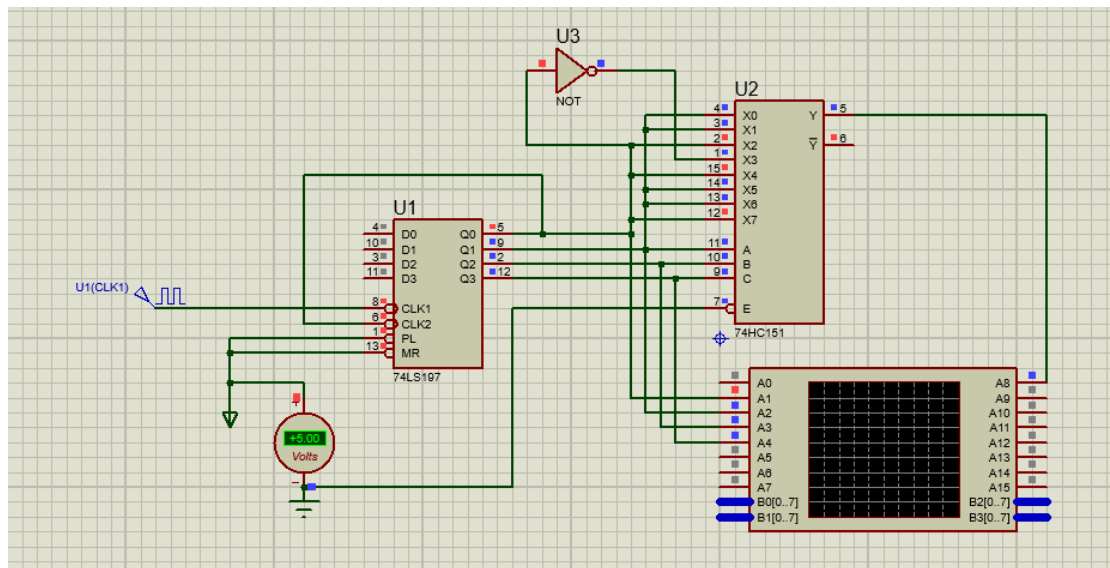 U3
NOT
U2
4 X0 Y 5
3 X1
2 X2 Y 6
1 X3
15 X4
14 X5
13 X6
12 X7
11 A
10 B
9 C
7 E
74HC151
U1
4 D0 Q0 5
10 D1 Q1 9
3 D2 Q2 2
11 D3 Q3 12
U1(CLK1)
8 CLK1
6 CLK2
1 PL
13 MR
74LS197
+
+5.00
Volts
-
A0 A8
A1 A9
A2 A10
A3 A11
A4 A12
A5 A13
A6 A14
A7 A15
B0[0..7] B2[0..7]
B1[0..7] B3[0..7]